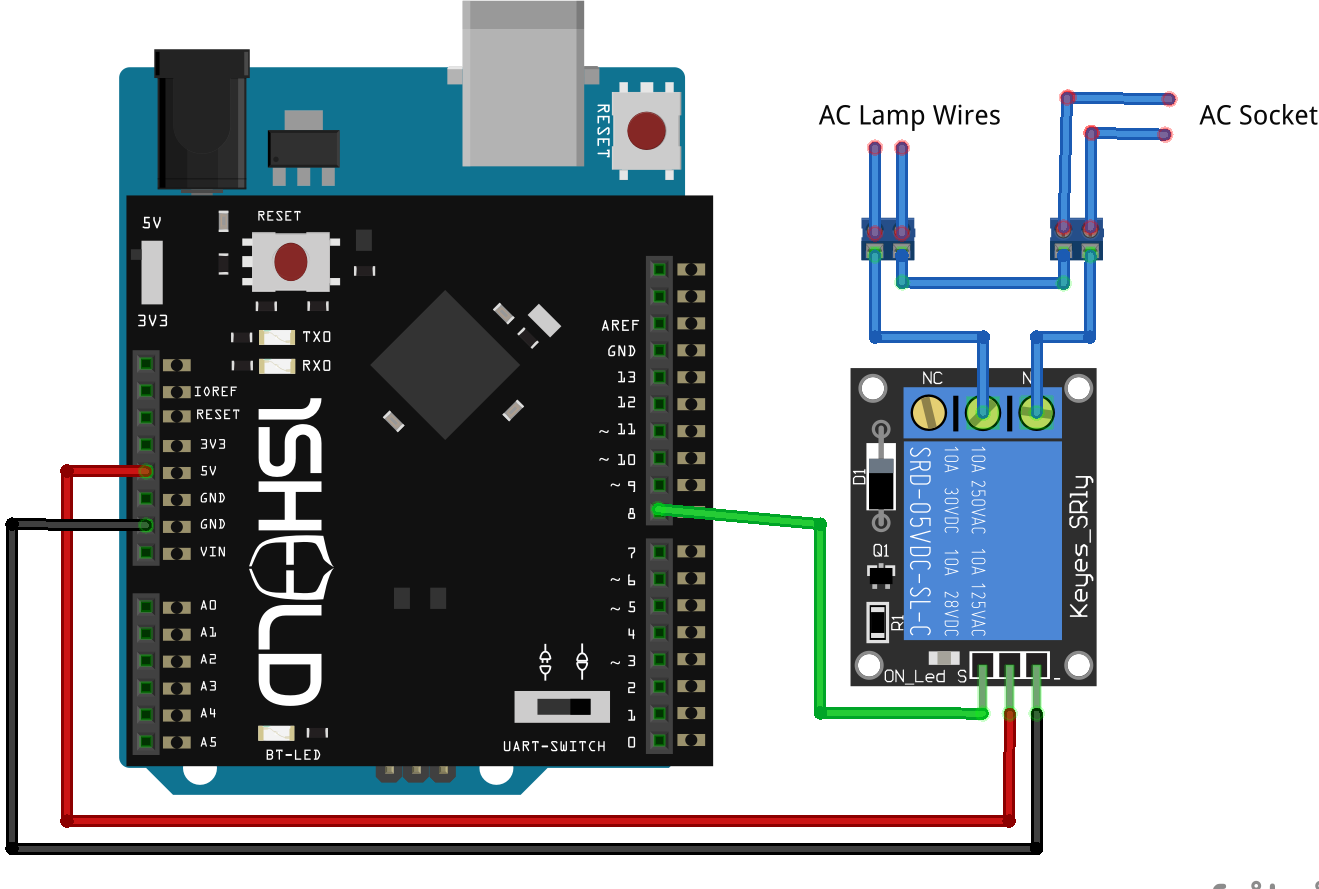 RESET
AC Lamp Wires
AC Socket
5V
3V3
RESET
TXO
RXO
IOREF
RESET
3V3
5V
GND
GND
VIN
A0
A1
A2
A3
A4
A5
1SHEELD
BT-LED
AREF
GND
13
12
~ 11
~ 10
~ 9
8
7
~ 6
~ 5
4
~ 3
2
1
0
UART-SWITCH
NC
D1
Q1
R1
SRD-05VDC-SL-C
10A 30VDC 10A 28VDC
10A 250VAC 10A 125VAC
Keyes_SR1y
ON_Led S
-